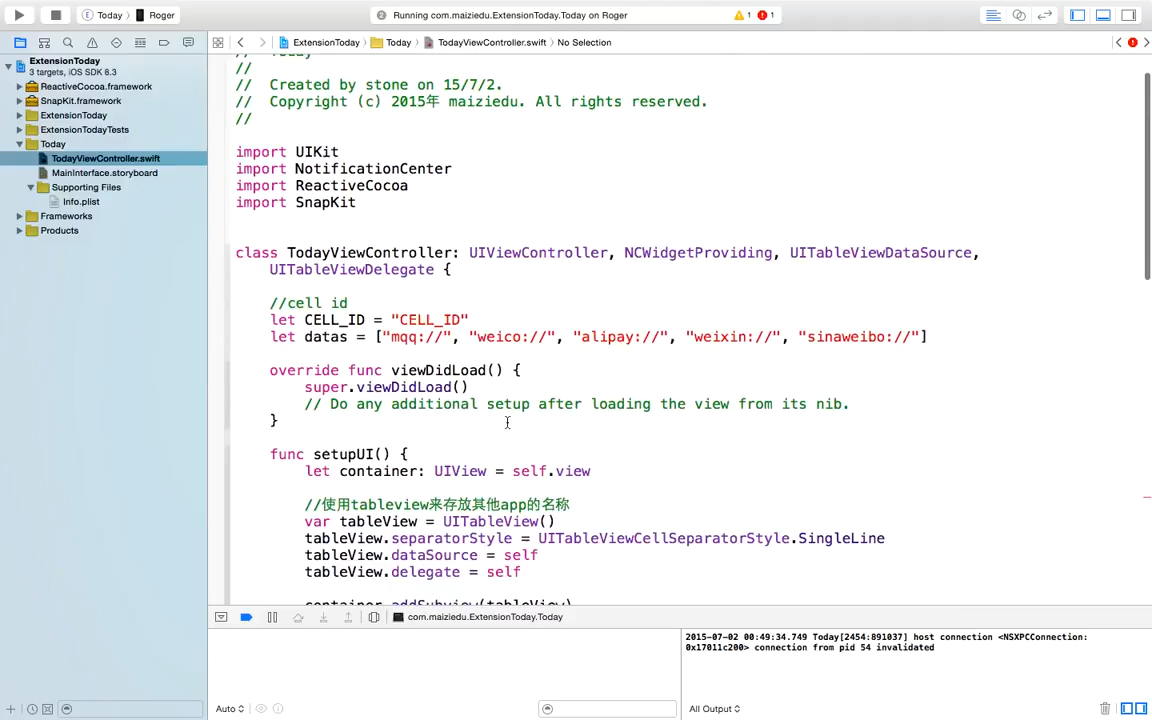 Today
Roger
Running com.maiziedu.ExtensionToday.Today on Roger
1
1
ExtensionToday
Today
TodayViewController.swift
No Selection
ExtensionToday
3 targets, iOS SDK 8.3
ReactiveCocoa.framework
SnapKit.framework
ExtensionToday
ExtensionTodayTests
Today
TodayViewController.swift
MainInterface.storyboard
Supporting Files
Info.plist
Frameworks
Products
// Today
//
//  Created by stone on 15/7/2.
//  Copyright (c) 2015年 maiziedu. All rights reserved.
//
import UIKit
import NotificationCenter
import ReactiveCocoa
import SnapKit
class TodayViewController: UIViewController, NCWidgetProviding, UITableViewDataSource,
UITableViewDelegate {
//cell id
let CELL_ID = "CELL_ID"
let datas = ["mqq://", "weico://", "alipay://", "weixin://", "sinaweibo://"]
override func viewDidLoad() {
super.viewDidLoad()
// Do any additional setup after loading the view from its nib.
}
func setupUI() {
let container: UIView = self.view
//使用tableview来存放其他app的名称
var tableView = UITableView()
tableView.separatorStyle = UITableViewCellSeparatorStyle.SingleLine
tableView.dataSource = self
tableView.delegate = self
container.addSubview(tableView)
com.maiziedu.ExtensionToday.Today
2015-07-02 00:49:34.749 Today[2454:891037] host connection <NSXPCConnection:
0x17011c200> connection from pid 54 invalidated
Auto
All Output